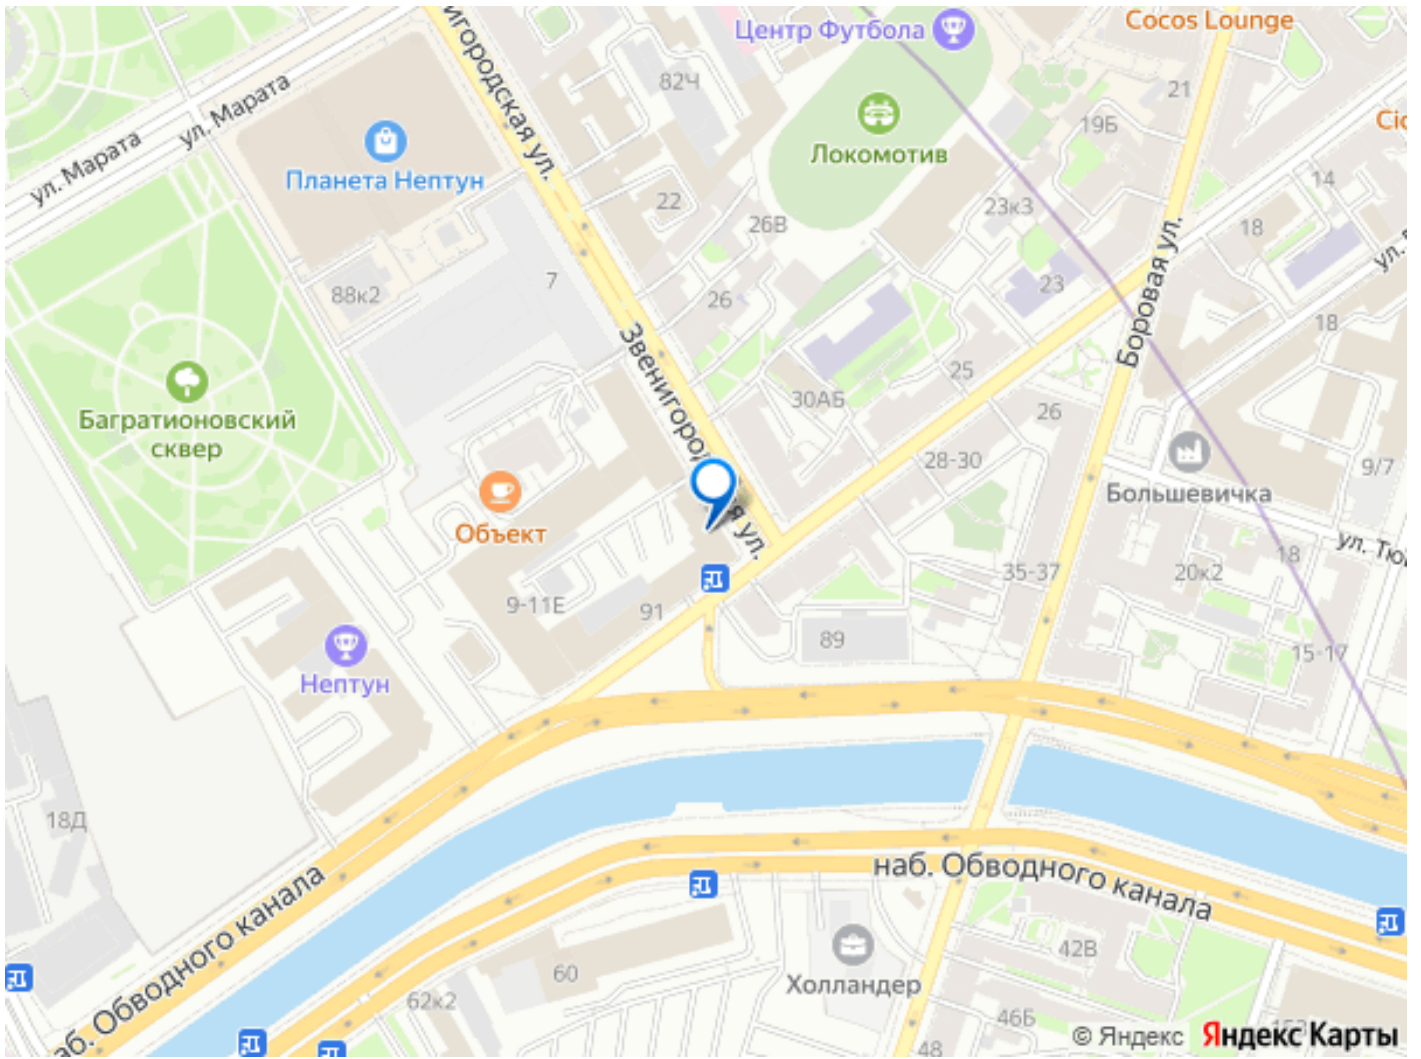 Центр Футбола
Cocos Lounge
82Ч
21
ул. Марата
ул. Марата
Локомотив
19Б
Планета Нептун
14
22
26В
23к3
18
7
88к2
26
23
Боровая ул.
18
Звенигородская ул.
25
Багратионовский
сквер
30АБ
26
28-30
9/7
Большевичка
Объект
18
35-37
20к2
9-11Е
91
89
15-17
Нептун
18Д
наб. Обводного канала
наб. Обводного канала
42В
60
Холландер
62к2
46Б
48
© Яндекс
Яндекс Карты